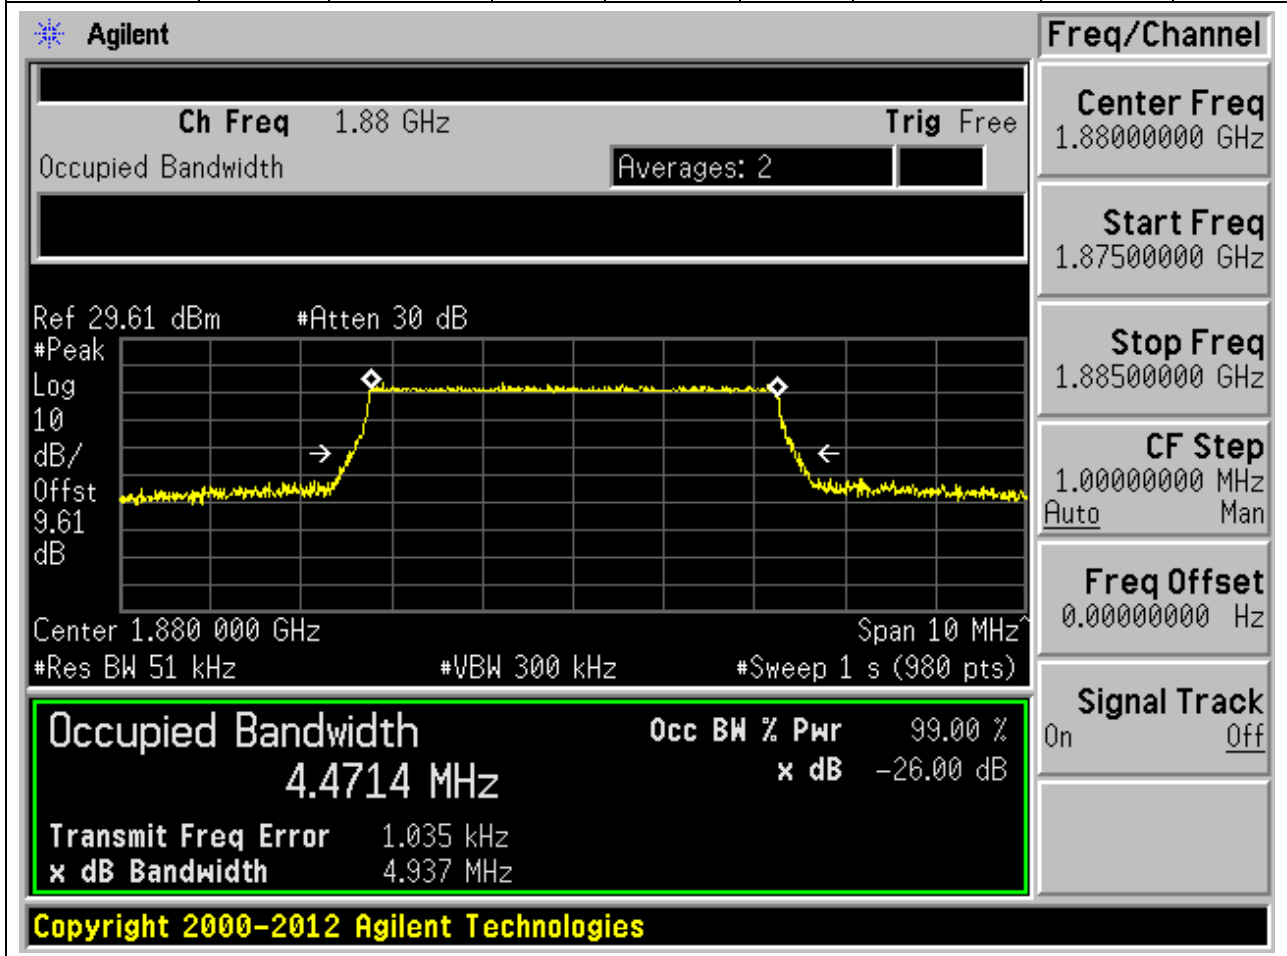 Agilent
Freq/Channel
Ch Freq 1.88 GHz Trig Free
Occupied Bandwidth Averages: 2
Center Freq
1.88000000 GHz
Start Freq
1.87500000 GHz
Stop Freq
1.88500000 GHz
CF Step
1.00000000 MHz
Auto Man
Freq Offset
0.00000000 Hz
Signal Track
On Off
Ref 29.61 dBm #Atten 30 dB
#Peak
Log
10
dB/
Offst
9.61
dB
Center 1.880 000 GHz Span 10 MHz^
#Res BW 51 kHz #VBW 300 kHz #Sweep 1 s (980 pts)
Occupied Bandwidth
4.4714 MHz
Occ BW % Pwr 99.00 %
x dB -26.00 dB
Transmit Freq Error 1.035 kHz
x dB Bandwidth 4.937 MHz
Copyright 2000-2012 Agilent Technologies